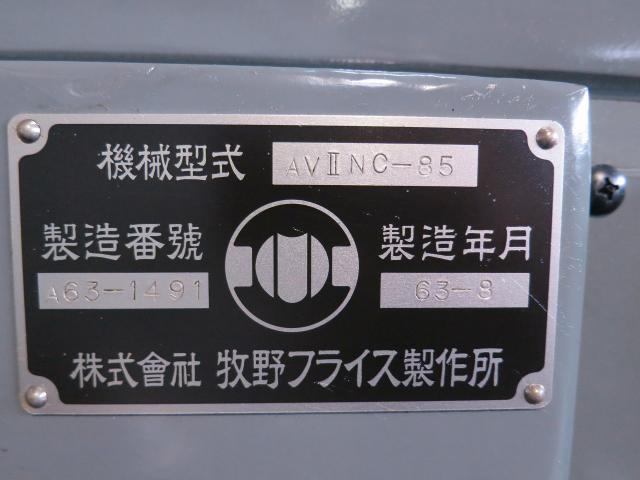 機械型式 AVⅡNC-85
製造番號 製造年月
A63-1491 63-8
株式會社 牧野フライス製作所